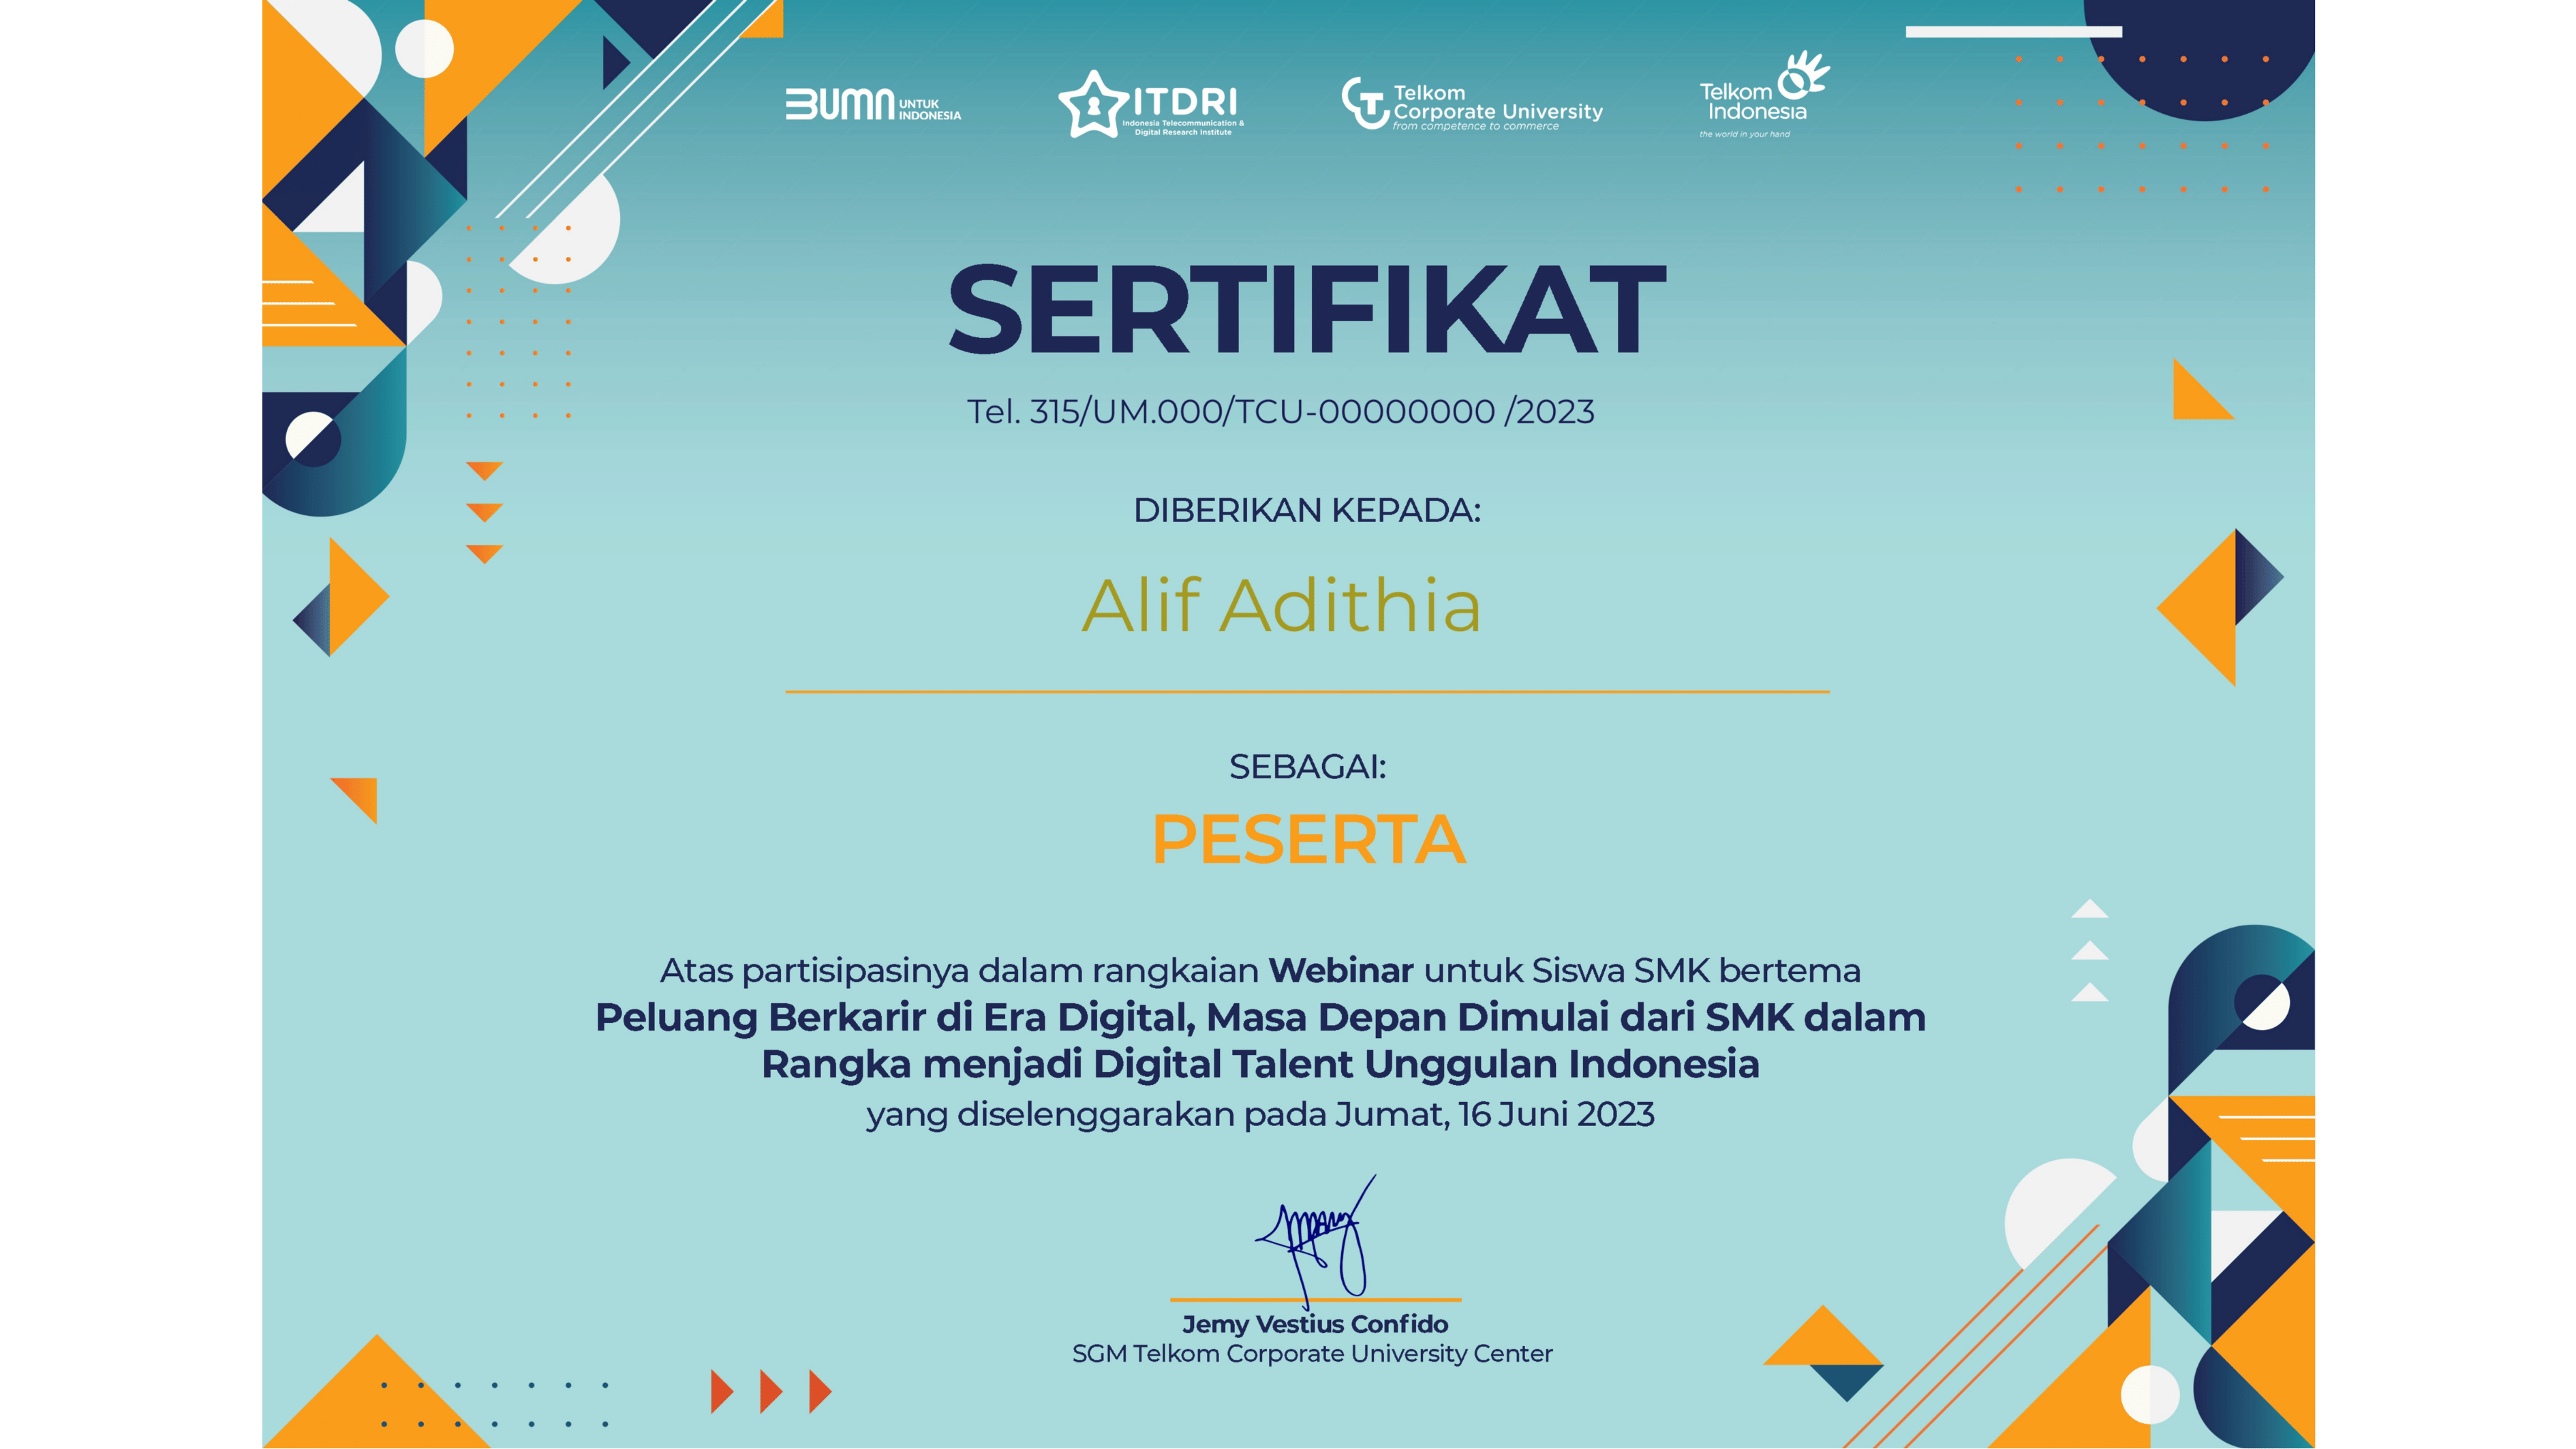 BUMN UNTUK INDONESIA
ITDRI
Indonesia Telecommunication &
Digital Research Institute
Telkom
Corporate University
from competence to commerce
Telkom
Indonesia
the world in your hand
SERTIFIKAT
Tel. 315/UM.000/TCU-00000000 /2023
DIBERIKAN KEPADA:
Alif Adithia
SEBAGAI:
PESERTA
Atas partisipasinya dalam rangkaian Webinar untuk Siswa SMK bertema
Peluang Berkarir di Era Digital, Masa Depan Dimulai dari SMK dalam
Rangka menjadi Digital Talent Unggulan Indonesia
yang diselenggarakan pada Jumat, 16 Juni 2023
Jemy Vestius Confido
SGM Telkom Corporate University Center